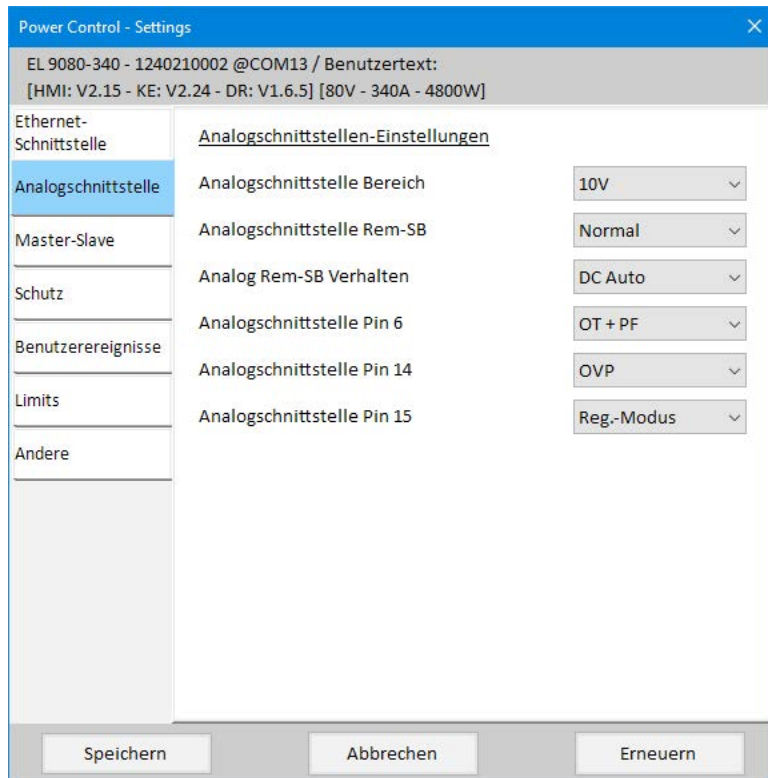 Power Control - Settings
EL 9080-340 - 1240210002 @COM13 / Benutzertext:
[HMI: V2.15 - KE: V2.24 - DR: V1.6.5] [80V - 340A - 4800W]
Ethernet-
Schnittstelle
Analogschnittstelle
Master-Slave
Schutz
Benutzerereignisse
Limits
Andere
Analogschnittstellen-Einstellungen
Analogschnittstelle Bereich 10V
Analogschnittstelle Rem-SB Normal
Analog Rem-SB Verhalten DC Auto
Analogschnittstelle Pin 6 OT + PF
Analogschnittstelle Pin 14 OVP
Analogschnittstelle Pin 15 Reg.-Modus
Speichern Abbrechen Erneuern